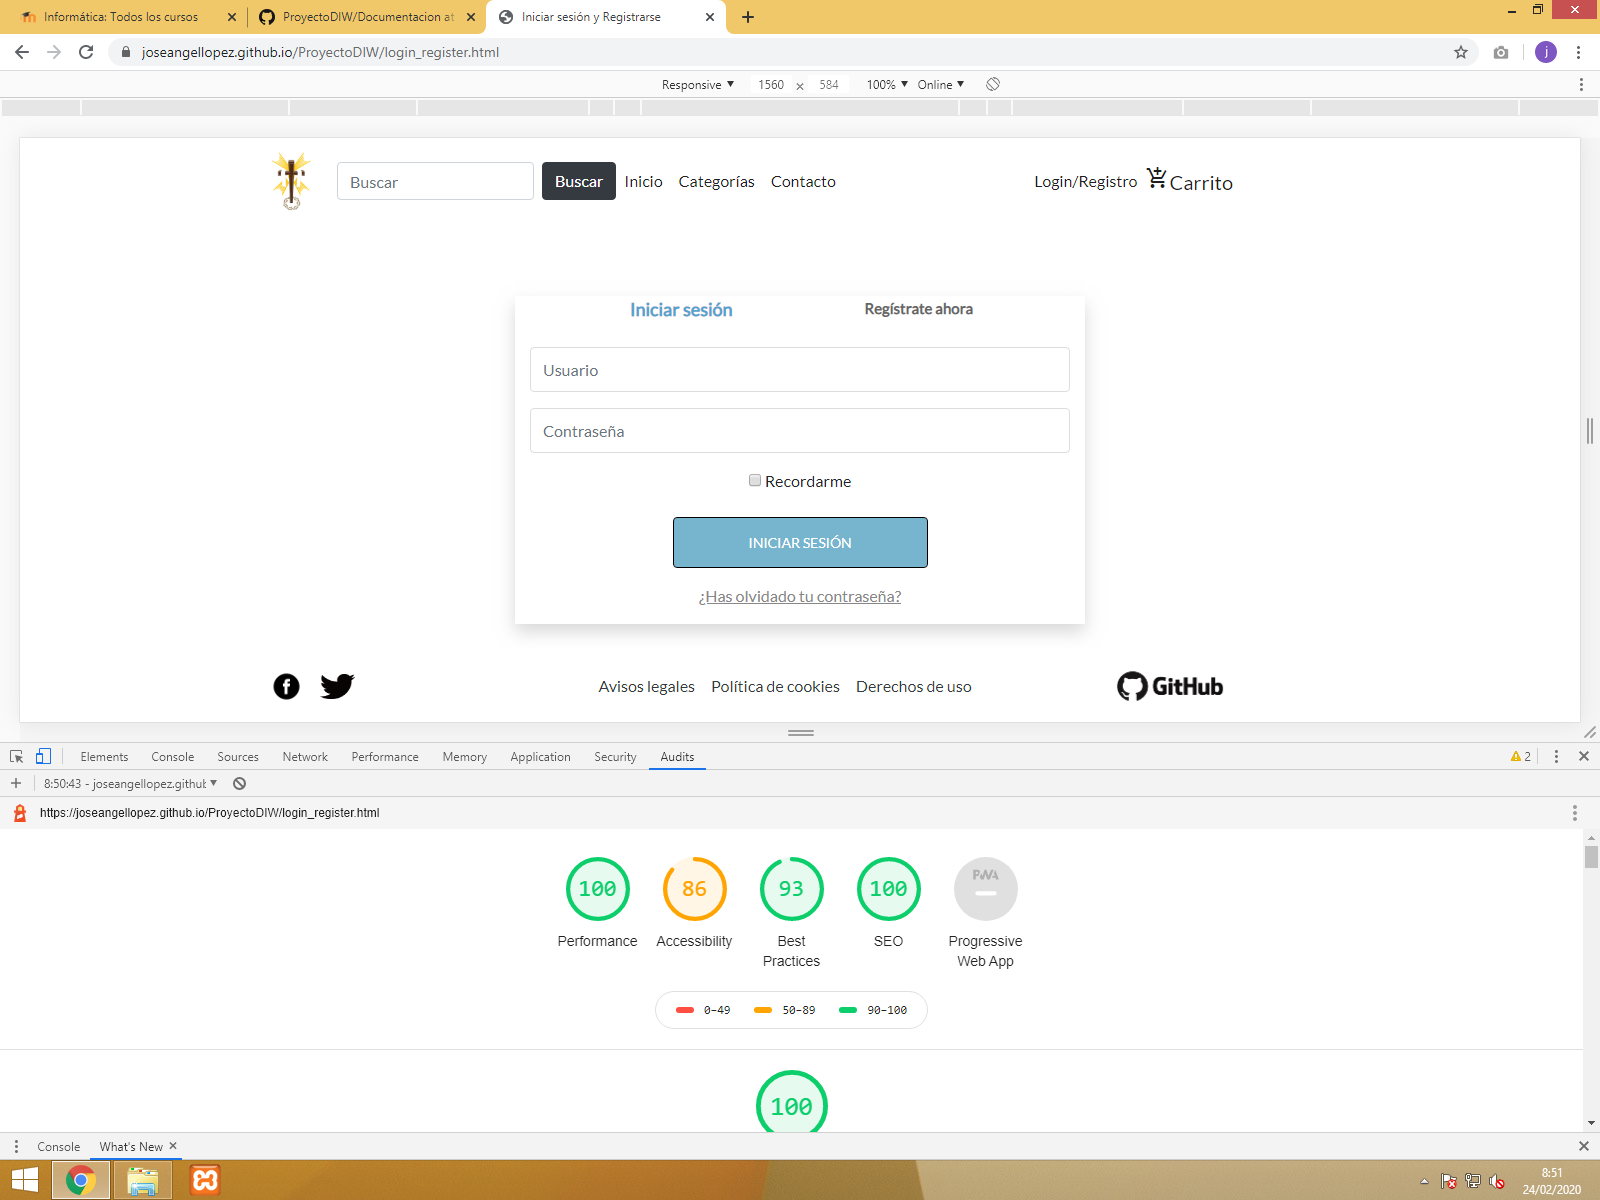 Informática: Todos los cursos
ProyectoDIW/Documentacion at
Iniciar sesión y Registrarse
joseangellopez.github.io/ProyectoDIW/login_register.html
j
Responsive 1560 x 584 100% Online
Buscar Buscar Inicio Categorías Contacto Login/Registro Carrito
Iniciar sesión Regístrate ahora
Usuario
Contraseña
Recordarme
INICIAR SESIÓN
¿Has olvidado tu contraseña?
Avisos legales Política de cookies Derechos de uso GitHub
Elements Console Sources Network Performance Memory Application Security Audits 2
8:50:43 - joseangellopez.github
https://joseangellopez.github.io/ProyectoDIW/login_register.html
100 86 93 100 PWA
Performance Accessibility Best Practices SEO Progressive Web App
0–49 50–89 90–100
100
Console What's New
8:51
24/02/2020